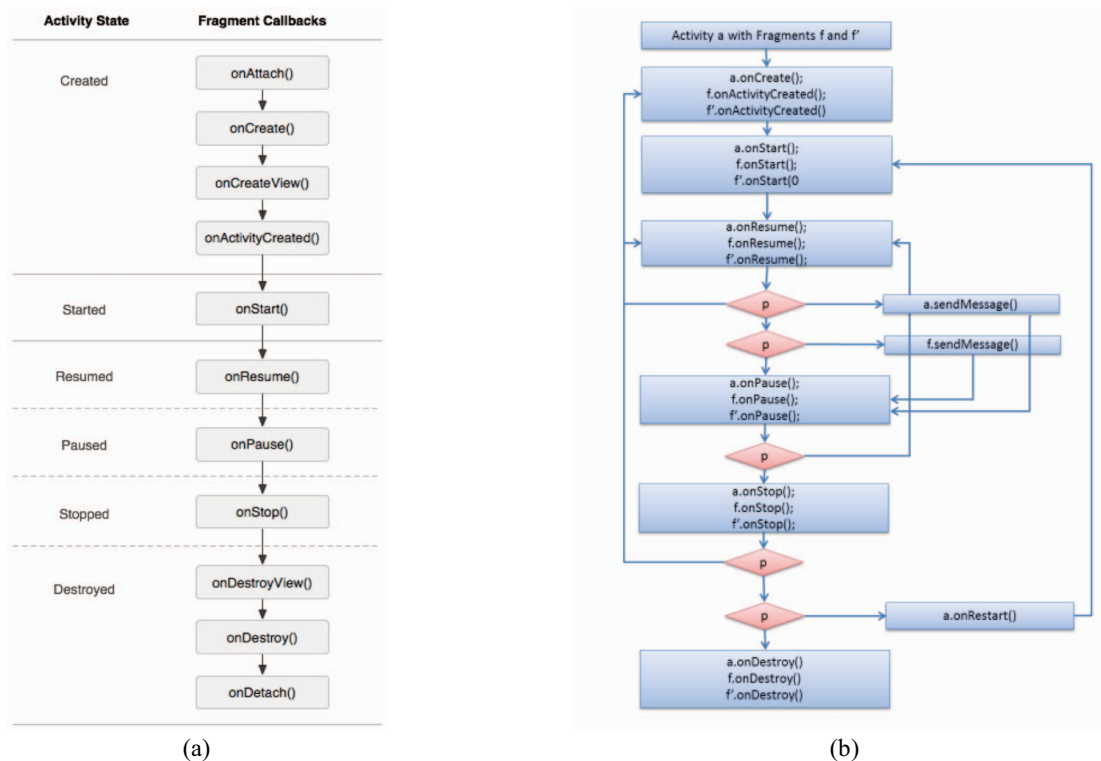 Activity State Fragment Callbacks
Created
onAttach()
onCreate()
onCreateView()
onActivityCreated()
Started onStart()
Resumed onResume()
Paused onPause()
Stopped onStop()
Destroyed
onDestroyView()
onDestroy()
onDetach()
(a)
Activity a with Fragments f and f'
a.onCreate();
f.onActivityCreated();
f'.onActivityCreated()
a.onStart();
f.onStart();
f'.onStart(0
a.onResume();
f.onResume();
f'.onResume();
p a.sendMessage()
p f.sendMessage()
a.onPause();
f.onPause();
f'.onPause();
p
a.onStop();
f.onStop();
f'.onStop();
p
p a.onRestart()
a.onDestroy()
f.onDestroy()
f'.onDestroy()
(b)